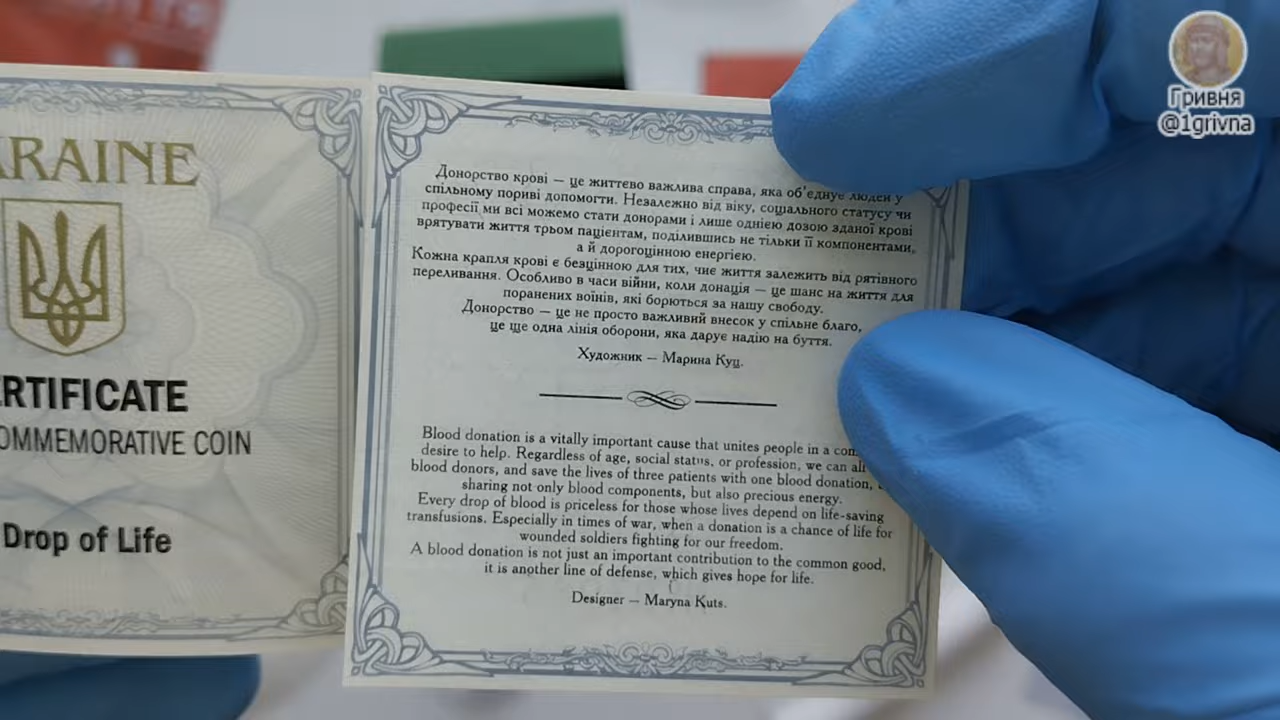 Гривня
@1grivna
RAINE
ERTIFICATE
OMMEMORATIVE COIN
Drop of Life
Донорство крові — це життєво важлива справа, яка об'єднує людей у
спільному пориві допомоги. Незалежно від віку, соціального статусу чи
професії ми всі можемо стати донорами і лише однією дозою зданої крові
врятувати життя трьом пацієнтам, поділившись не тільки її компонентами,
а й дорогоцінною енергією.
Кожна крапля крові є безцінною для тих, чиє життя залежить від рятівного
переливання. Особливо в часи війни, коли донація — це шанс на життя для
поранених воїнів, які борються за нашу свободу.
Донорство — це не просто важливий внесок у спільне благо,
це ще одна лінія оборони, яка дарує надію на буття.
Художник — Марина Куц.
Blood donation is a vitally important cause that unites people in a
desire to help. Regardless of age, social status, or profession, we can all
blood donors, and save the lives of three patients with one blood donation,
sharing not only blood components, but also precious energy.
Every drop of blood is priceless for those whose lives depend on life-saving
transfusions. Especially in times of war, when a donation is a chance of life for
wounded soldiers fighting for our freedom.
A blood donation is not just an important contribution to the common good,
it is another line of defense, which gives hope for life.
Designer — Maryna Kuts.